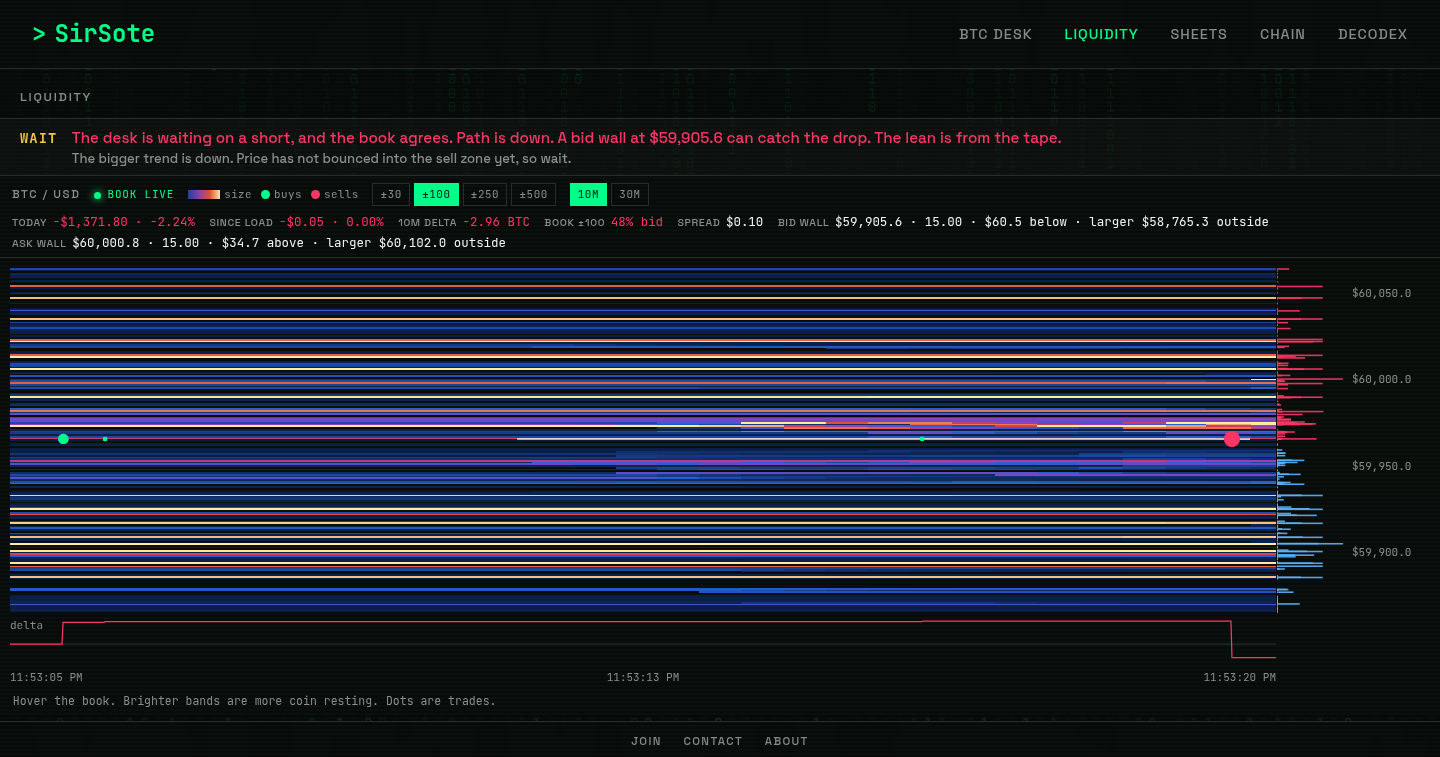 > SirSote
BTC DESK LIQUIDITY SHEETS CHAIN DECODEX
LIQUIDITY
WAIT The desk is waiting on a short, and the book agrees. Path is down. A bid wall at $59,905.6 can catch the drop. The lean is from the tape.
The bigger trend is down. Price has not bounced into the sell zone yet, so wait.
BTC / USD BOOK LIVE size buys sells ±30 ±100 ±250 ±500 10M 30M
TODAY -$1,371.80 · -2.24% SINCE LOAD -$0.05 · 0.00% 10M DELTA -2.96 BTC BOOK ±100 48% bid SPREAD $0.10 BID WALL $59,905.6 · 15.00 · $60.5 below · larger $58,765.3 outside
ASK WALL $60,000.8 · 15.00 · $34.7 above · larger $60,102.0 outside
$60,050.0
$60,000.0
$59,950.0
$59,900.0
delta
11:53:05 PM 11:53:13 PM 11:53:20 PM
Hover the book. Brighter bands are more coin resting. Dots are trades.
JOIN CONTACT ABOUT